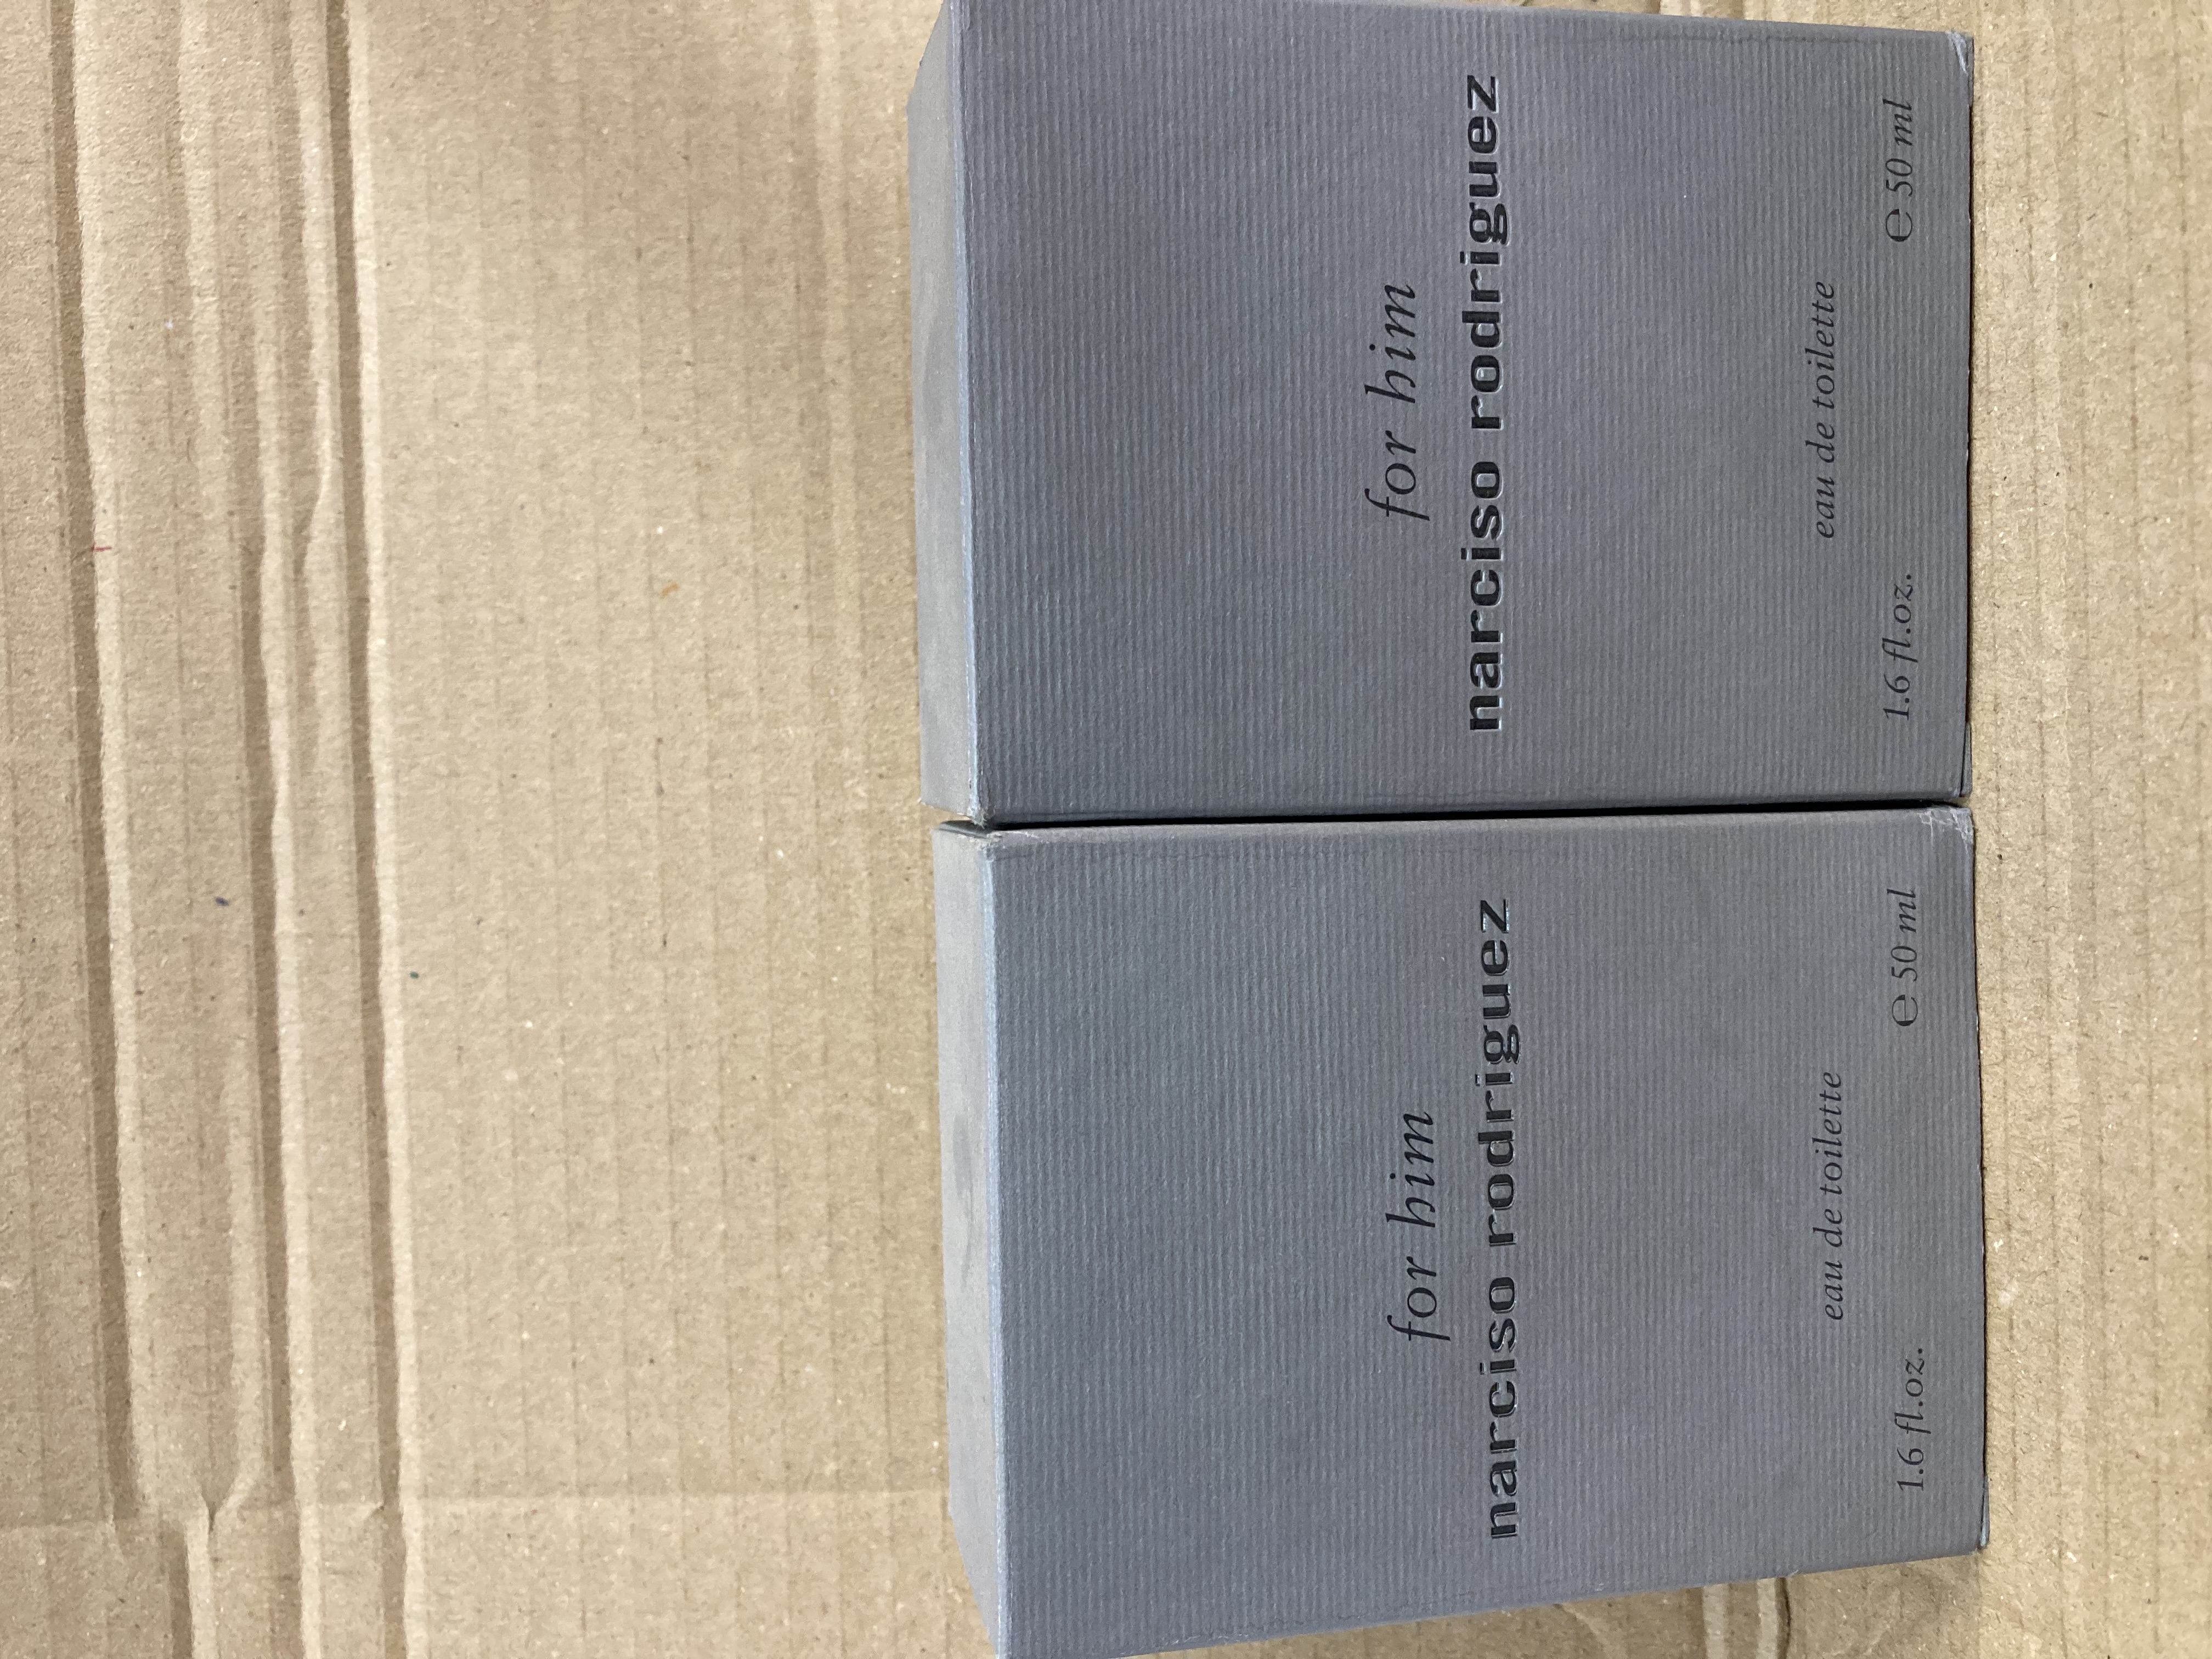 for him
narciso rodriguez
eau de toilette
1.6 fl.oz. ℮ 50 ml
for him
narciso rodriguez
eau de toilette
1.6 fl.oz. ℮ 50 ml